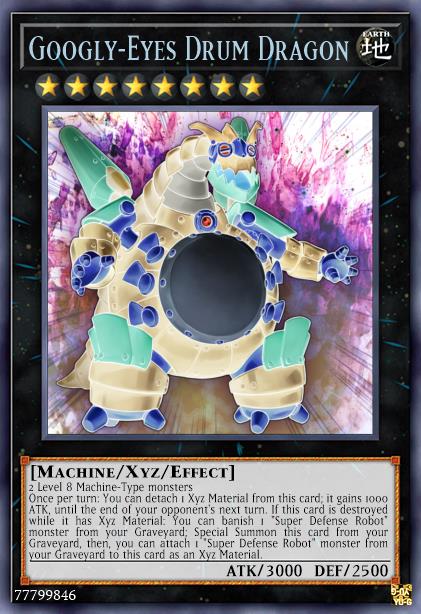 Googly-Eyes Drum Dragon
EARTH
地
[Machine/Xyz/Effect]
2 Level 8 Machine-Type monsters
Once per turn: You can detach 1 Xyz Material from this card; it gains 1000
ATK, until the end of your opponent's next turn. If this card is destroyed
while it has Xyz Material: You can banish 1 "Super Defense Robot"
monster from your Graveyard; Special Summon this card from your
Graveyard, then, you can attach 1 "Super Defense Robot" monster from
your Graveyard to this card as an Xyz Material.
ATK/3000 DEF/2500
77799846